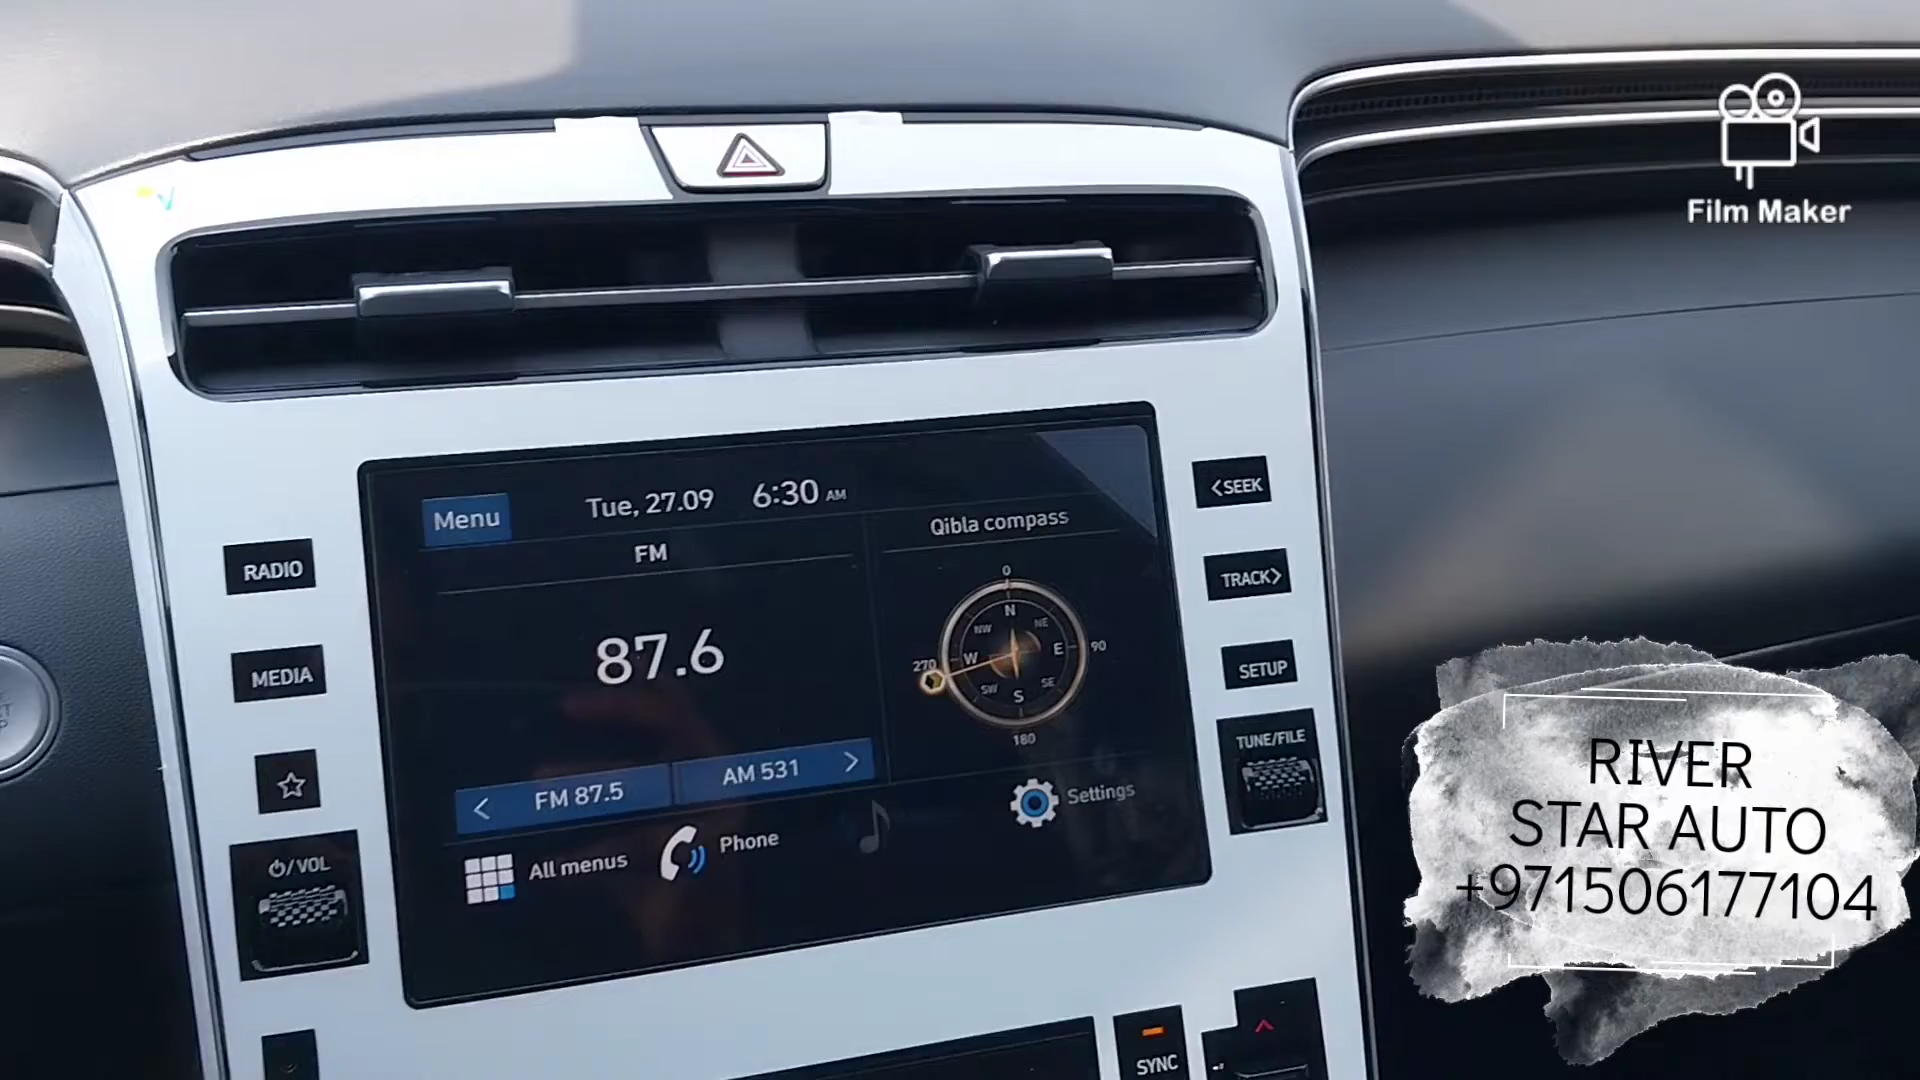 Film Maker
Menu
Tue, 27.09
6:30 AM
FM
87.6
FM 87.5
AM 531
All menus
Phone
Settings
Qibla compass
0
N
NW
NE
270
W
E
90
SW
SE
S
180
RADIO
MEDIA
/VOL
<SEEK
TRACK>
SETUP
TUNE/FILE
SYNC
RIVER
STAR AUTO
+971506177104